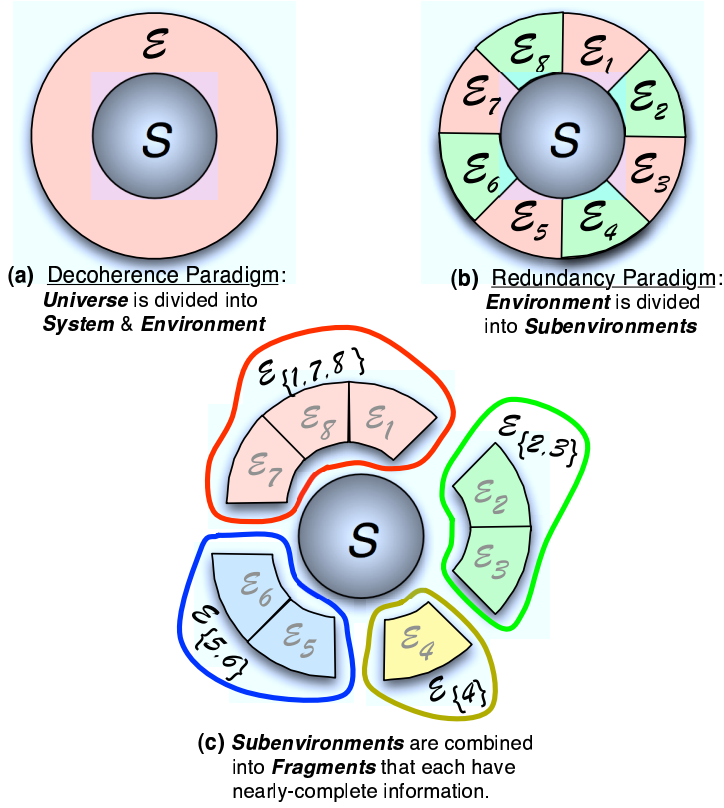 ℰ
S
(a) Decoherence Paradigm:
Universe is divided into
System & Environment
ℰ8 ℰ1
ℰ7 ℰ2
ℰ6 ℰ3
ℰ5 ℰ4
S
(b) Redundancy Paradigm:
Environment is divided
into Subenvironments
ℰ{1,7,8}
ℰ7 ℰ8 ℰ1
ℰ{2,3}
ℰ2
ℰ3
S
ℰ6
ℰ5
ℰ{5,6}
ℰ4
ℰ{4}
(c) Subenvironments are combined
into Fragments that each have
nearly-complete information.